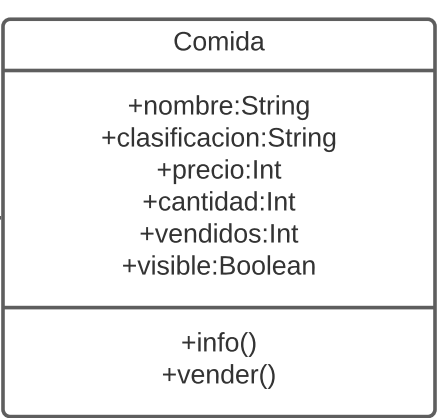 Comida
+nombre:String
+clasificacion:String
+precio:Int
+cantidad:Int
+vendidos:Int
+visible:Boolean
+info()
+vender()